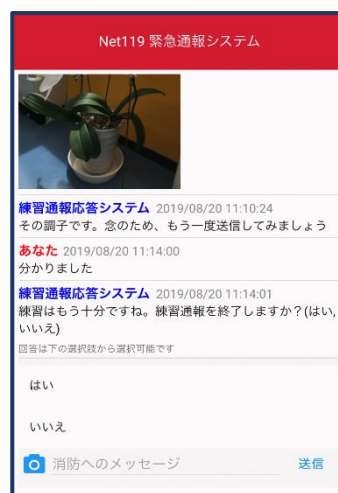 Net119 緊急通報システム
練習通報応答システム 2019/08/20 11:10:24
その調子です。念のため、もう一度送信してみましょう
あなた 2019/08/20 11:14:00
分かりました
練習通報応答システム 2019/08/20 11:14:01
練習はもう十分ですね。練習通報を終了しますか?(はい,
いいえ)
回答は下の選択肢から選択可能です
はい
いいえ
消防へのメッセージ 送信